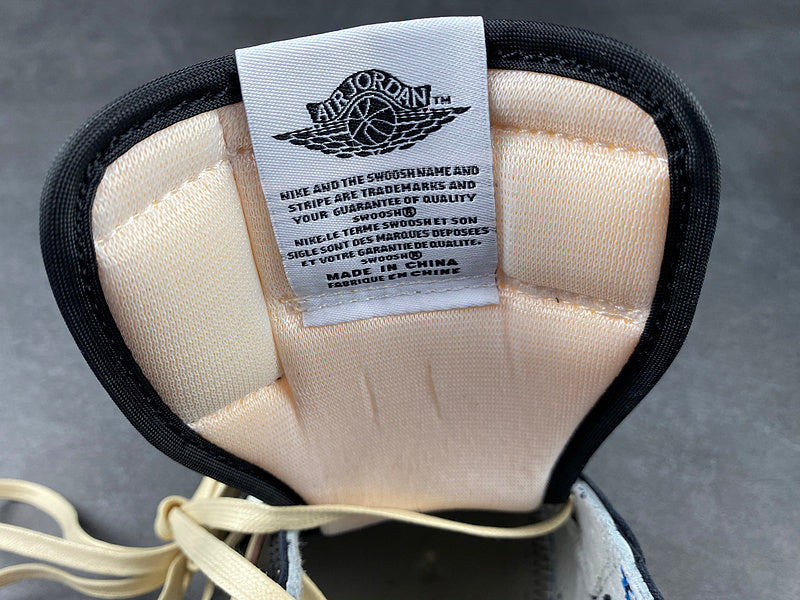 AIR JORDAN TM
NIKE AND THE SWOOSH NAME AND
STRIPE ARE TRADEMARKS AND
YOUR GUARANTEE OF QUALITY
SWOOSH®
NIKE.LE TERME SWOOSH ET SON
SIGLE SONT DES MARQUES DEPOSEES
ET VOTRE GARANTIE DE QUALITE.
SWOOSH®
MADE IN CHINA
FABRIQUE EN CHINE